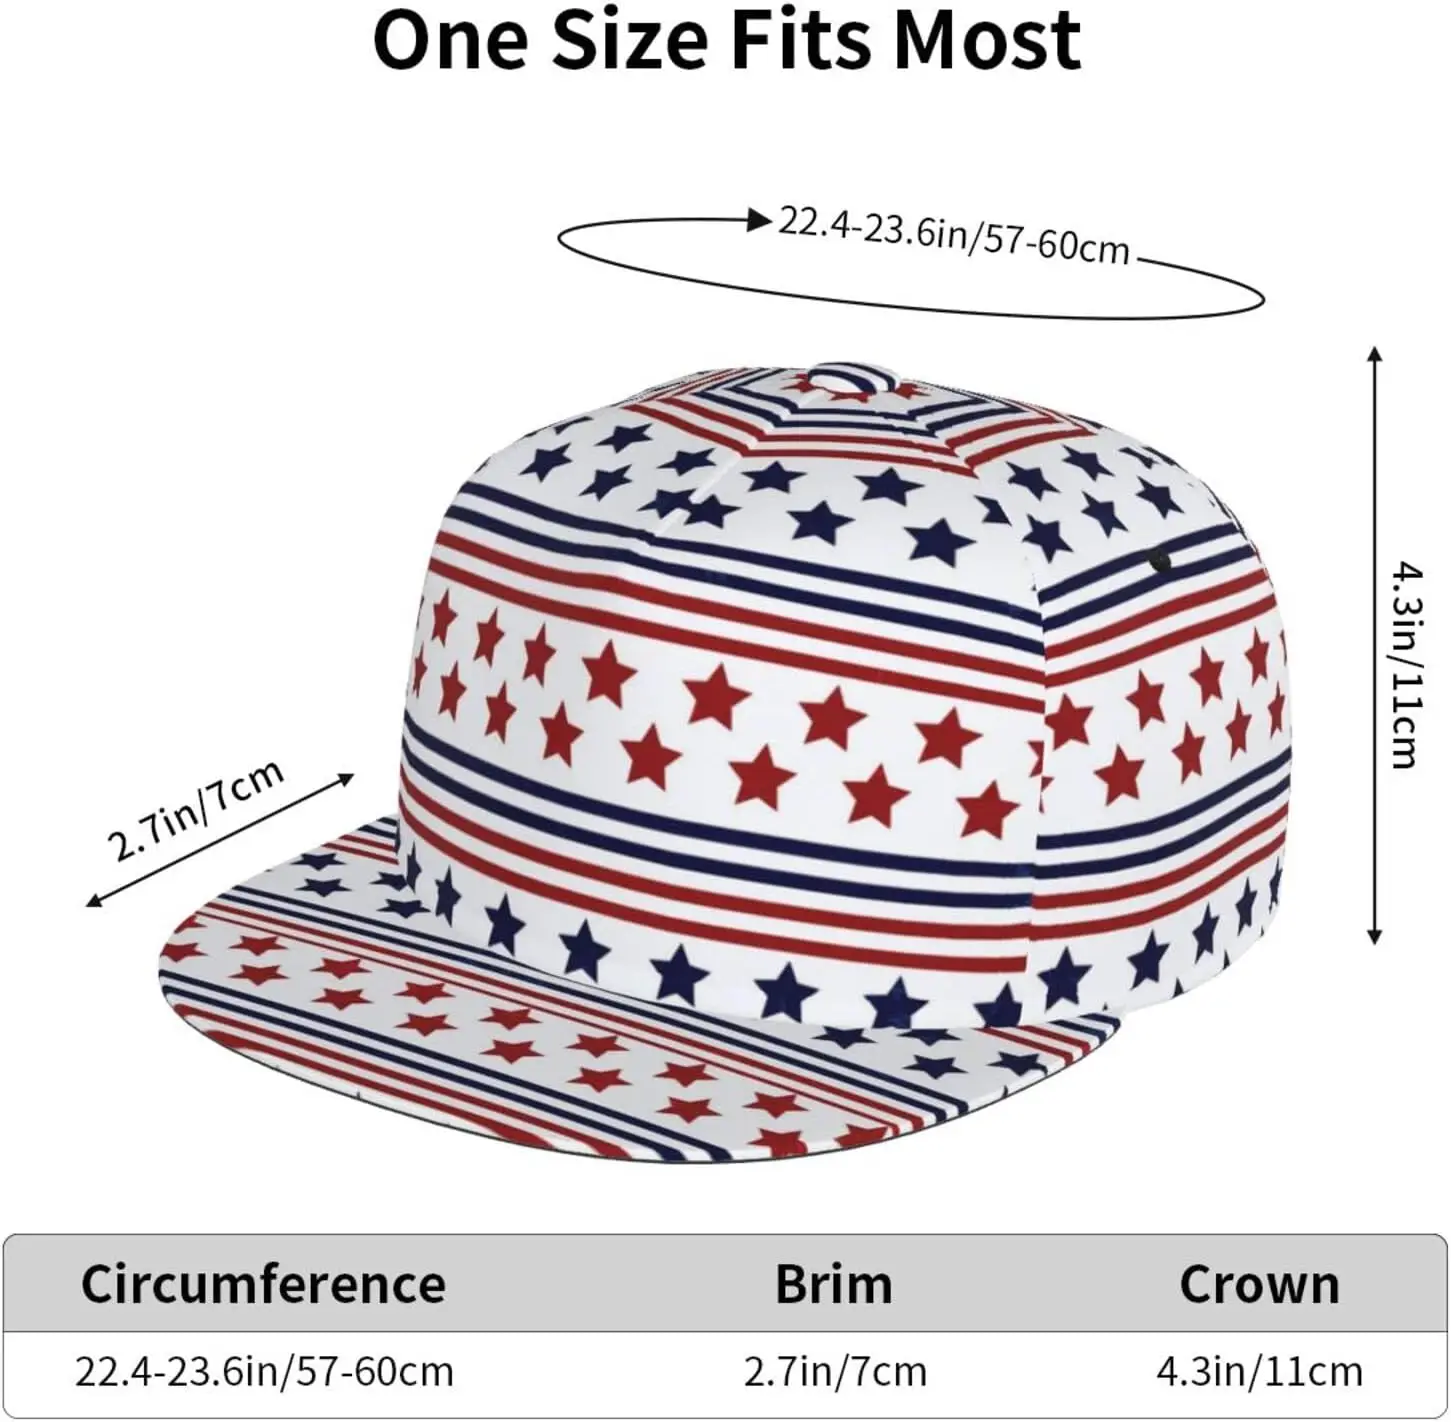 One Size Fits Most
22.4-23.6in/57-60cm
4.3in/11cm
2.7in/7cm
Circumference Brim Crown
22.4-23.6in/57-60cm 2.7in/7cm 4.3in/11cm